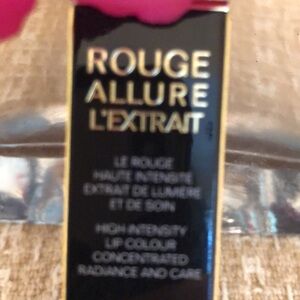 ROUGE
ALLURE
L'EXTRAIT
LE ROUGE
HAUTE INTENSITÉ
EXTRAIT DE LUMIÈRE
ET DE SOIN
HIGH-INTENSITY
LIP COLOUR
CONCENTRATED
RADIANCE AND CARE